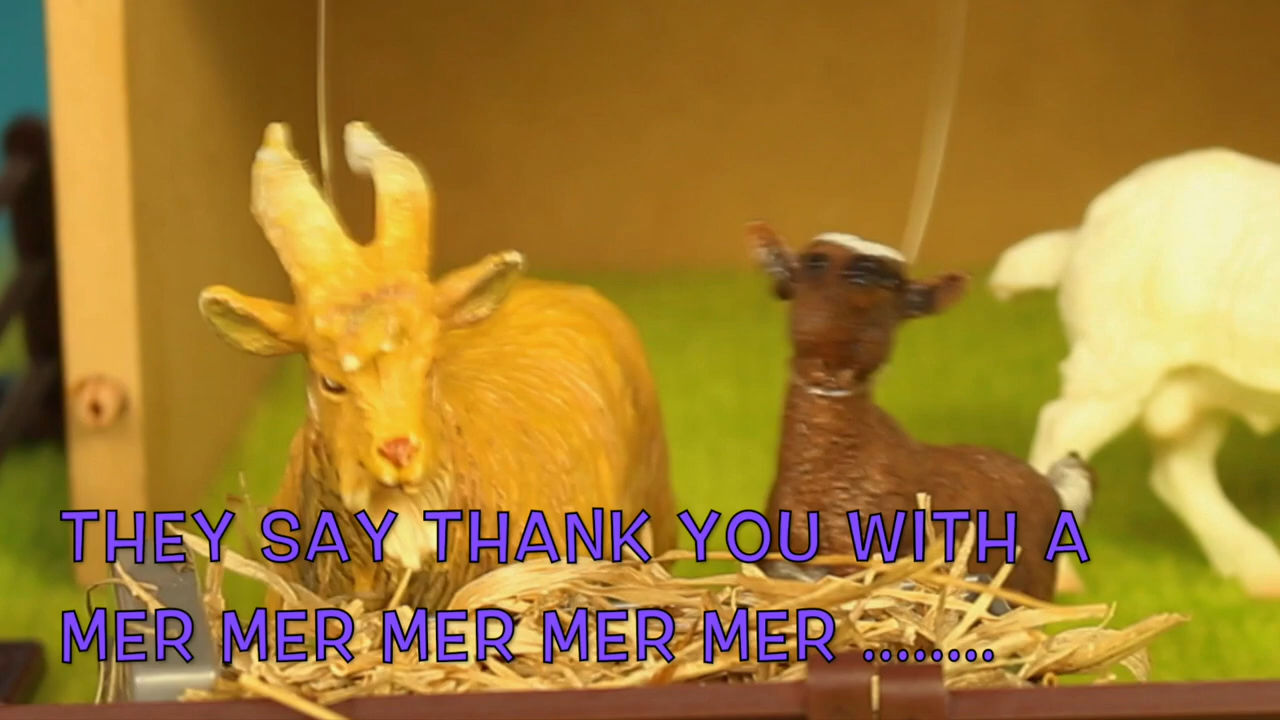 THEY SAY THANK YOU WITH A
MER MER MER MER MER ........